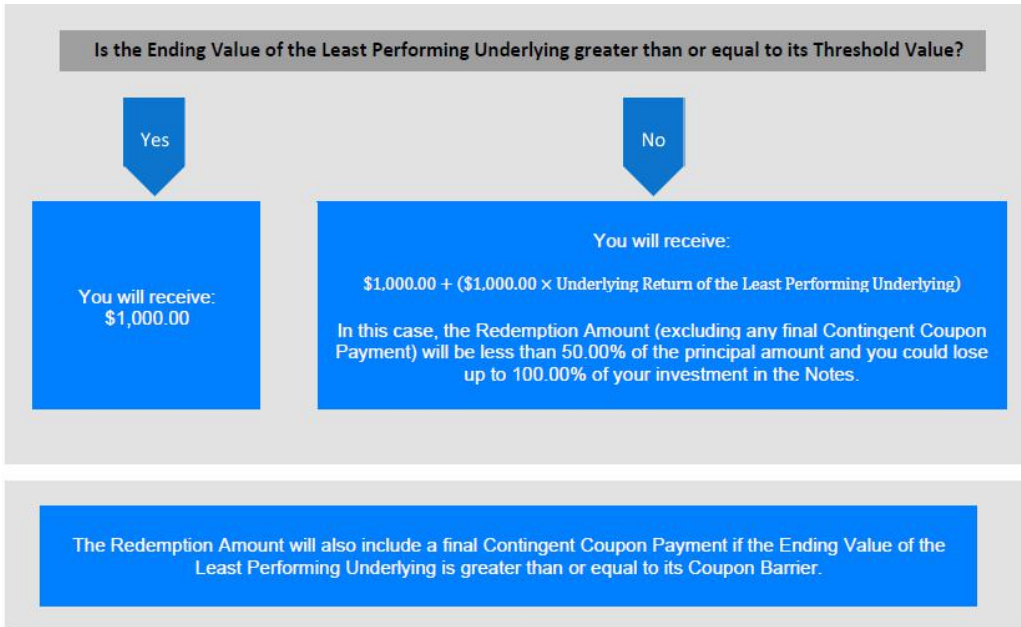 Is the Ending Value of the Least Performing Underlying greater than or equal to its Threshold Value?
Yes
No
You will receive:
$1,000.00
You will receive:
$1,000.00 + ($1,000.00 × Underlying Return of the Least Performing Underlying)
In this case, the Redemption Amount (excluding any final Contingent Coupon
Payment) will be less than 50.00% of the principal amount and you could lose
up to 100.00% of your investment in the Notes.
The Redemption Amount will also include a final Contingent Coupon Payment if the Ending Value of the
Least Performing Underlying is greater than or equal to its Coupon Barrier.